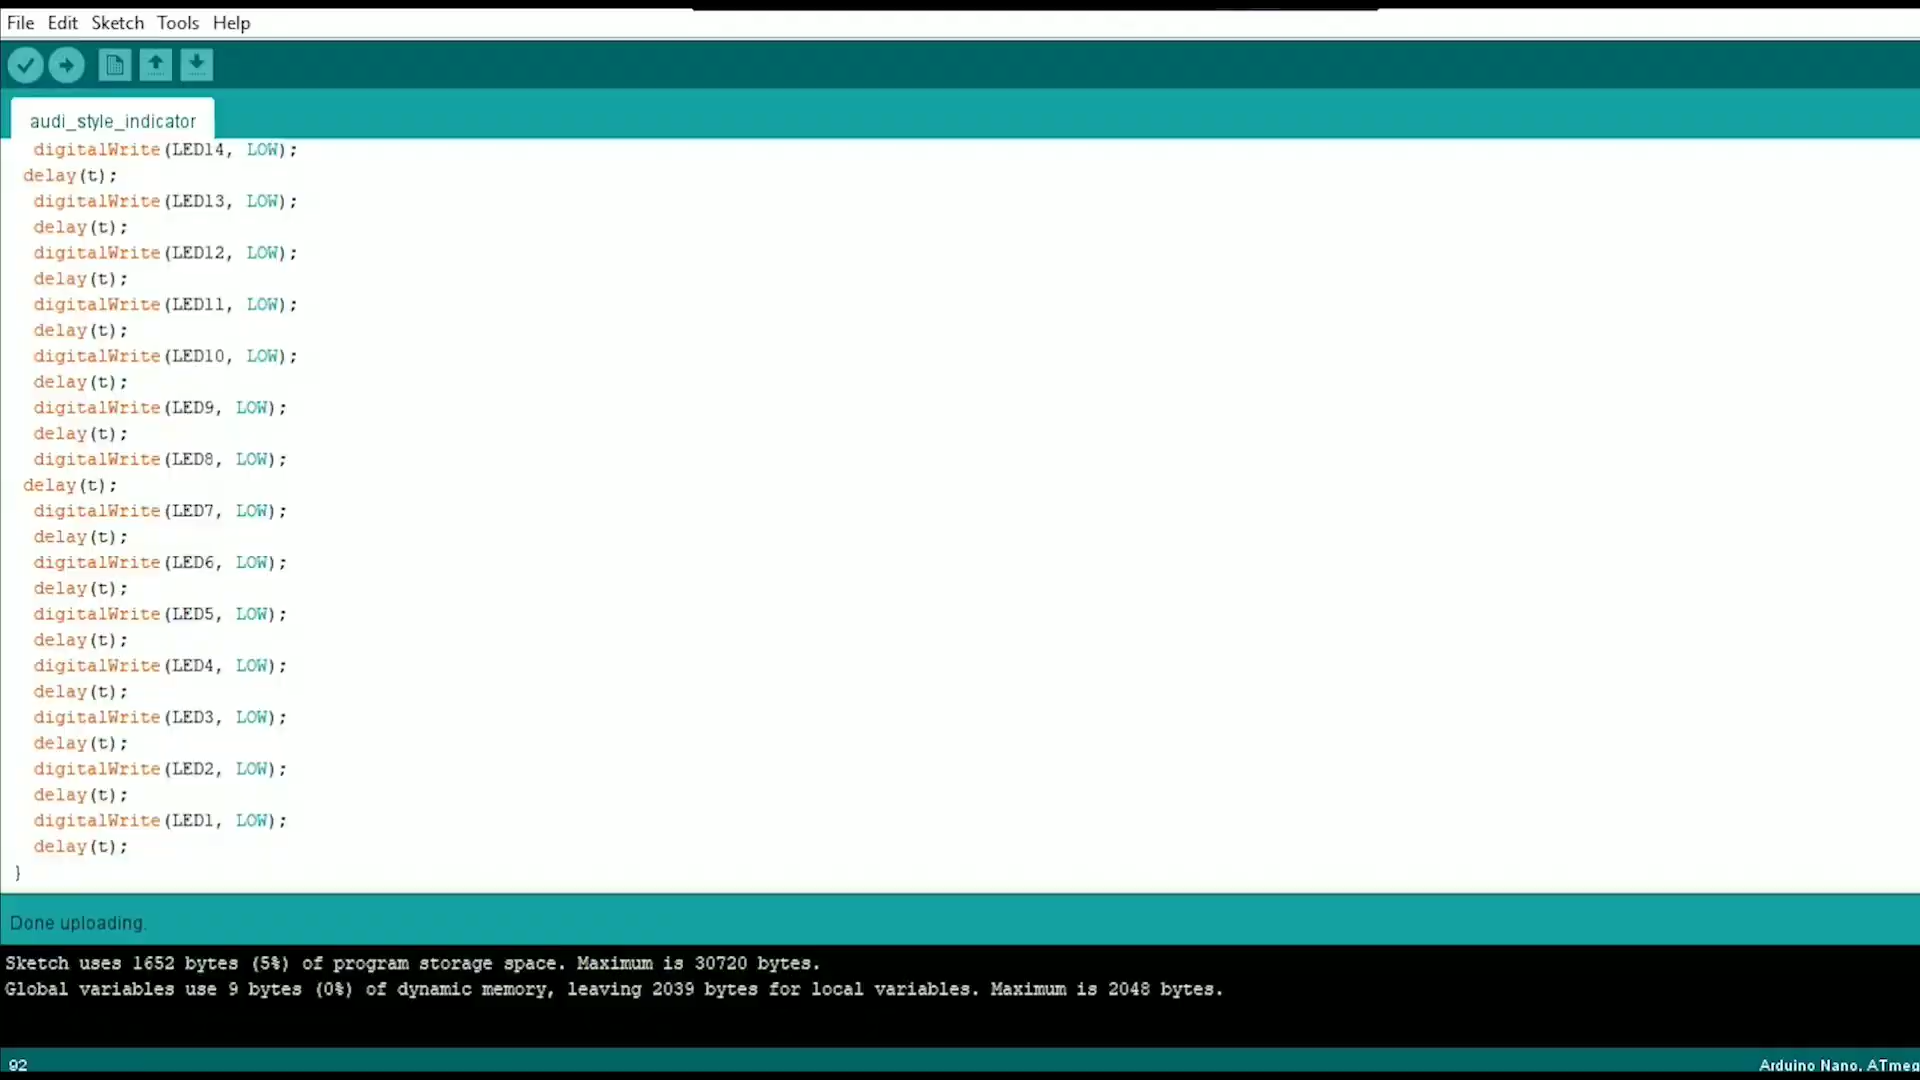 File Edit Sketch Tools Help
audi_style_indicator
digitalWrite(LED14, LOW);
delay(t);
digitalWrite(LED13, LOW);
delay(t);
digitalWrite(LED12, LOW);
delay(t);
digitalWrite(LED11, LOW);
delay(t);
digitalWrite(LED10, LOW);
delay(t);
digitalWrite(LED9, LOW);
delay(t);
digitalWrite(LED8, LOW);
delay(t);
digitalWrite(LED7, LOW);
delay(t);
digitalWrite(LED6, LOW);
delay(t);
digitalWrite(LED5, LOW);
delay(t);
digitalWrite(LED4, LOW);
delay(t);
digitalWrite(LED3, LOW);
delay(t);
digitalWrite(LED2, LOW);
delay(t);
digitalWrite(LED1, LOW);
delay(t);
}
Done uploading.
Sketch uses 1652 bytes (5%) of program storage space. Maximum is 30720 bytes.
Global variables use 9 bytes (0%) of dynamic memory, leaving 2039 bytes for local variables. Maximum is 2048 bytes.
92 Arduino Nano, ATmeg